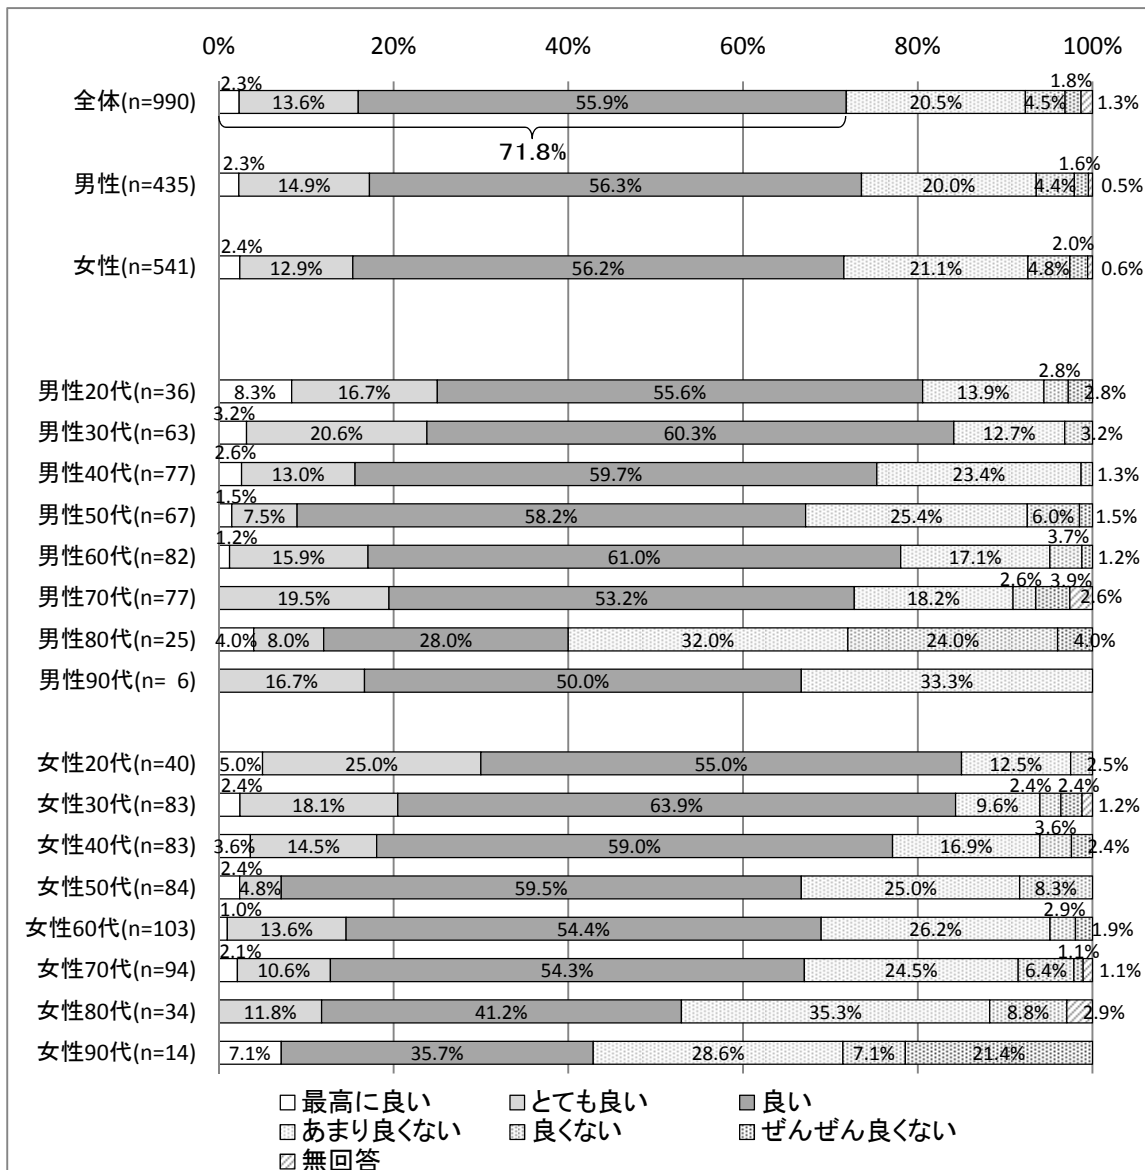 0% 20% 40% 60% 80% 100%
全体(n=990) 2.3% 13.6% 55.9% 20.5% 4.5% 1.8% 1.3%
71.8%
男性(n=435) 2.3% 14.9% 56.3% 20.0% 4.4% 1.6% 0.5%
女性(n=541) 2.4% 12.9% 56.2% 21.1% 4.8% 2.0% 0.6%
男性20代(n=36) 8.3% 16.7% 55.6% 13.9% 2.8% 2.8%
男性30代(n=63) 3.2% 20.6% 60.3% 12.7% 3.2%
男性40代(n=77) 2.6% 13.0% 59.7% 23.4% 1.3%
男性50代(n=67) 1.5% 7.5% 58.2% 25.4% 6.0% 1.5%
男性60代(n=82) 1.2% 15.9% 61.0% 17.1% 3.7% 1.2%
男性70代(n=77) 19.5% 53.2% 18.2% 2.6% 3.9% 2.6%
男性80代(n=25) 4.0% 8.0% 28.0% 32.0% 24.0% 4.0%
男性90代(n= 6) 16.7% 50.0% 33.3%
女性20代(n=40) 5.0% 25.0% 55.0% 12.5% 2.5%
女性30代(n=83) 2.4% 18.1% 63.9% 9.6% 2.4% 2.4% 1.2%
女性40代(n=83) 3.6% 14.5% 59.0% 16.9% 3.6% 2.4%
女性50代(n=84) 2.4% 4.8% 59.5% 25.0% 8.3%
女性60代(n=103) 1.0% 13.6% 54.4% 26.2% 2.9% 1.9%
女性70代(n=94) 2.1% 10.6% 54.3% 24.5% 6.4% 1.1% 1.1%
女性80代(n=34) 11.8% 41.2% 35.3% 8.8% 2.9%
女性90代(n=14) 7.1% 35.7% 28.6% 7.1% 21.4%
最高に良い とても良い 良い
あまり良くない 良くない ぜんぜん良くない
無回答